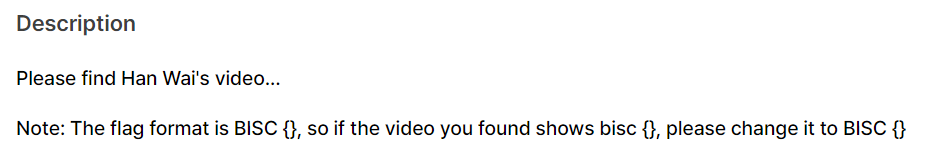 Description
Please find Han Wai's video...
Note: The flag format is BISC {}, so if the video you found shows bisc {}, please change it to BISC {}